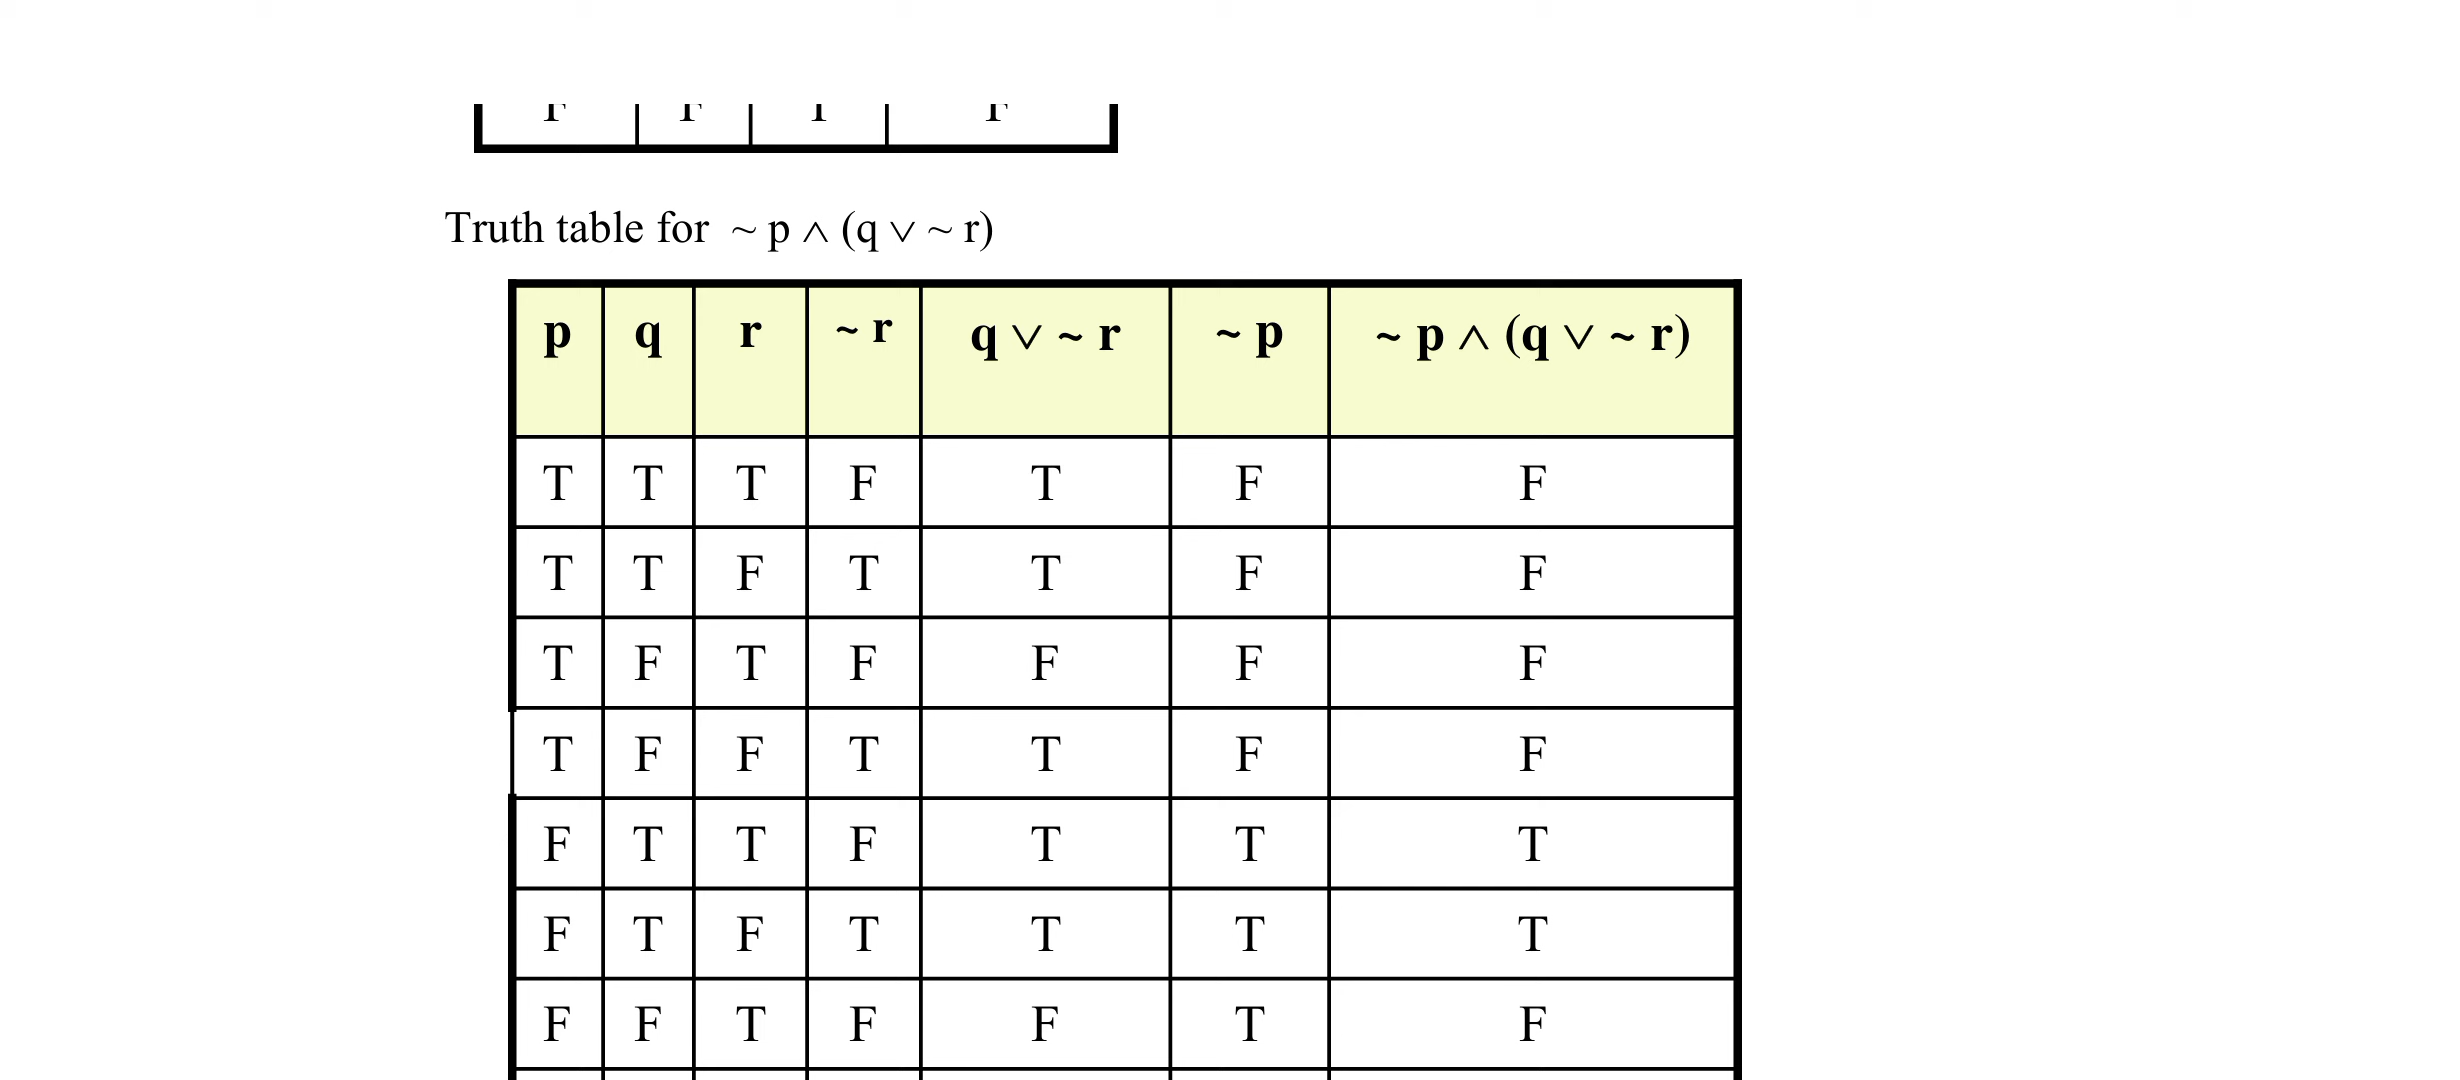 Truth table for ~ p ∧ (q ∨ ~ r)
p q r ~ r q ∨ ~ r ~ p ~ p ∧ (q ∨ ~ r)
T T T F T F F
T T F T T F F
T F T F F F F
T F F T T F F
F T T F T T T
F T F T T T T
F F T F F T F